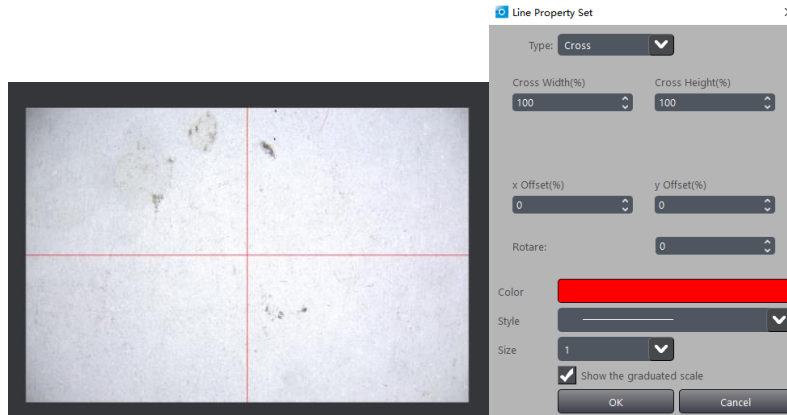 Line Property Set
Type: Cross
Cross Width(%) Cross Height(%)
100 100
x Offset(%) y Offset(%)
0 0
Rotare: 0
Color
Style
Size 1
Show the graduated scale
OK Cancel